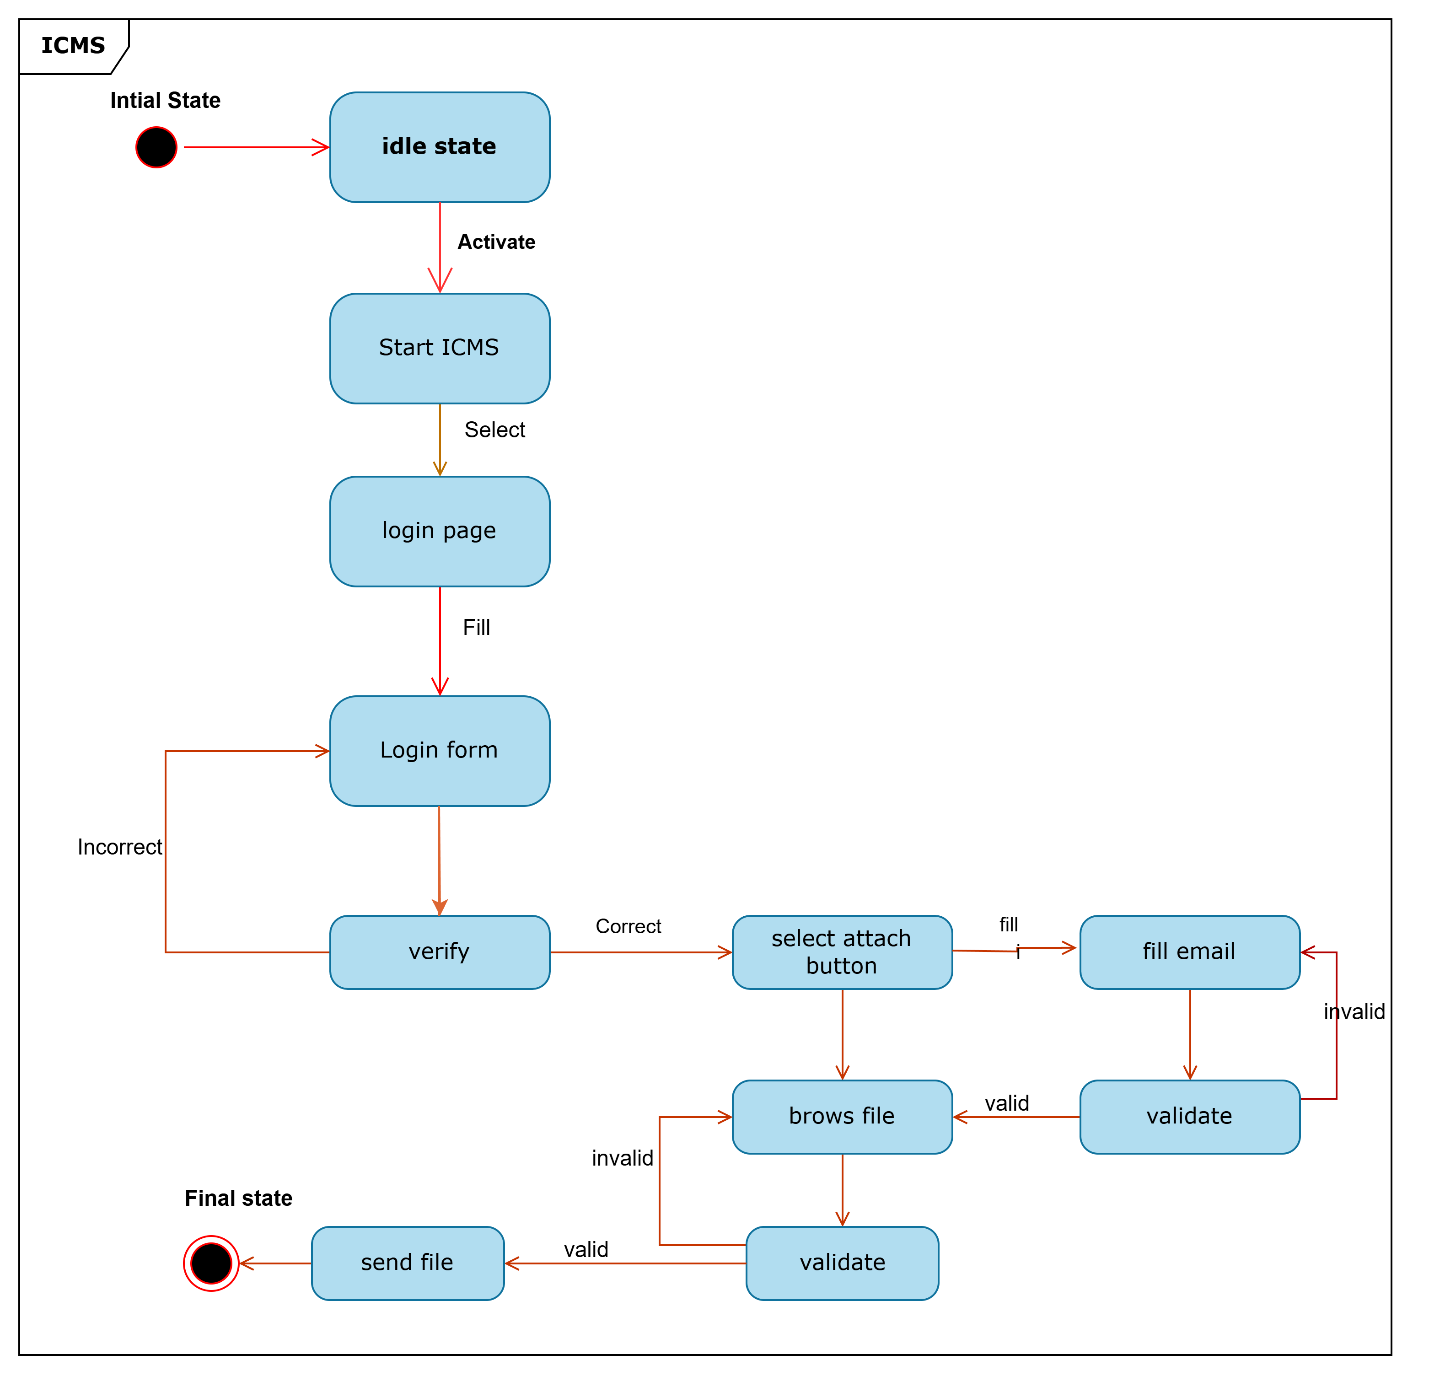 ICMS
Intial State
idle state
Activate
Start ICMS
Select
login page
Fill
Login form
Incorrect
verify
Correct
select attach
button
fill
i
fill email
invalid
brows file
valid
validate
invalid
Final state
send file
valid
validate